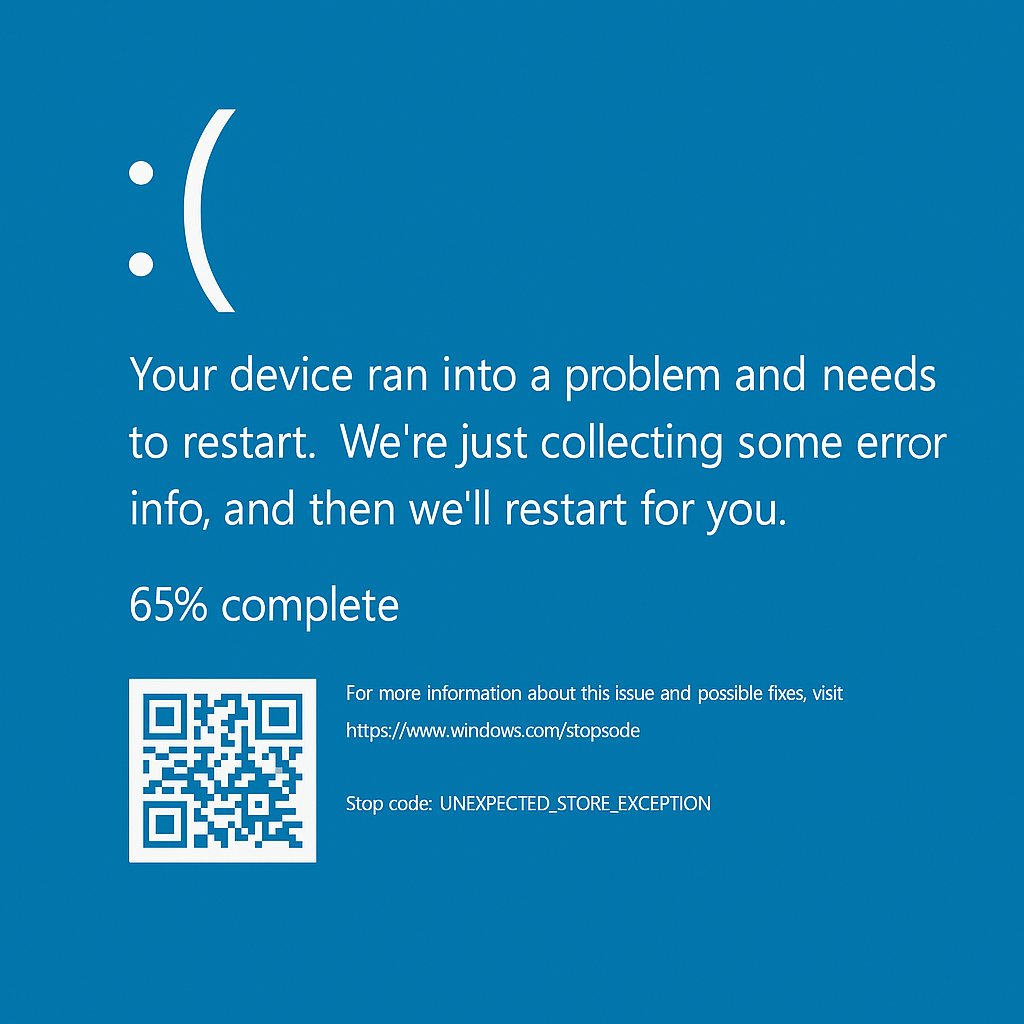 :(
Your device ran into a problem and needs
to restart.  We're just collecting some error
info, and then we'll restart for you.
65% complete
For more information about this issue and possible fixes, visit
https://www.windows.com/stopsode
Stop code: UNEXPECTED_STORE_EXCEPTION